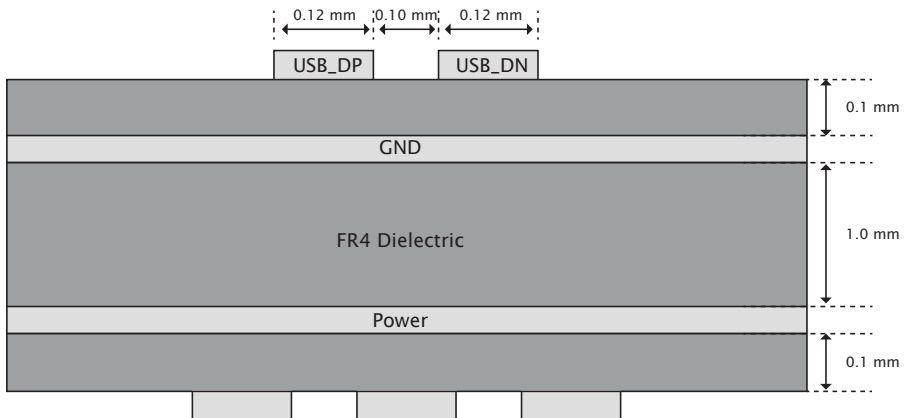 0.12 mm 0.10 mm 0.12 mm
USB_DP USB_DN
0.1 mm
GND
FR4 Dielectric
1.0 mm
Power
0.1 mm